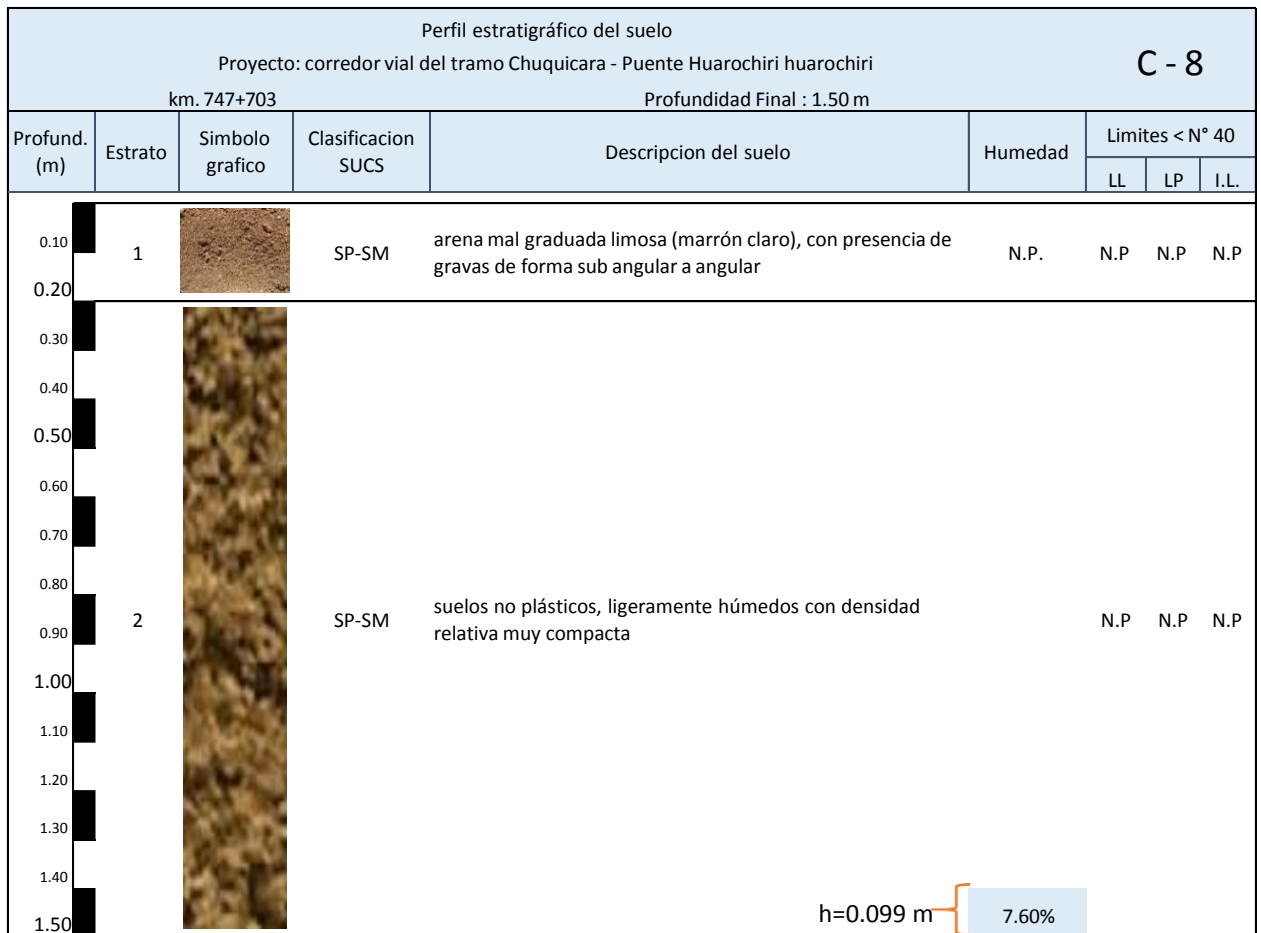 Perfil estratigráfico del suelo
Proyecto: corredor vial del tramo Chuquicara - Puente Huarochiri huarochiri
C - 8
km. 747+703 Profundidad Final : 1.50 m
Profund. (m)
Estrato
Simbolo grafico
Clasificacion SUCS
Descripcion del suelo
Humedad
Limites < N° 40
LL LP I.L.
0.10
1
SP-SM
arena mal graduada limosa (marrón claro), con presencia de
gravas de forma sub angular a angular
N.P.
N.P N.P N.P
0.20
0.30
0.40
0.50
0.60
0.70
0.80
2
SP-SM
suelos no plásticos, ligeramente húmedos con densidad
relativa muy compacta
N.P N.P N.P
0.90
1.00
1.10
1.20
1.30
1.40
h=0.099 m
7.60%
1.50